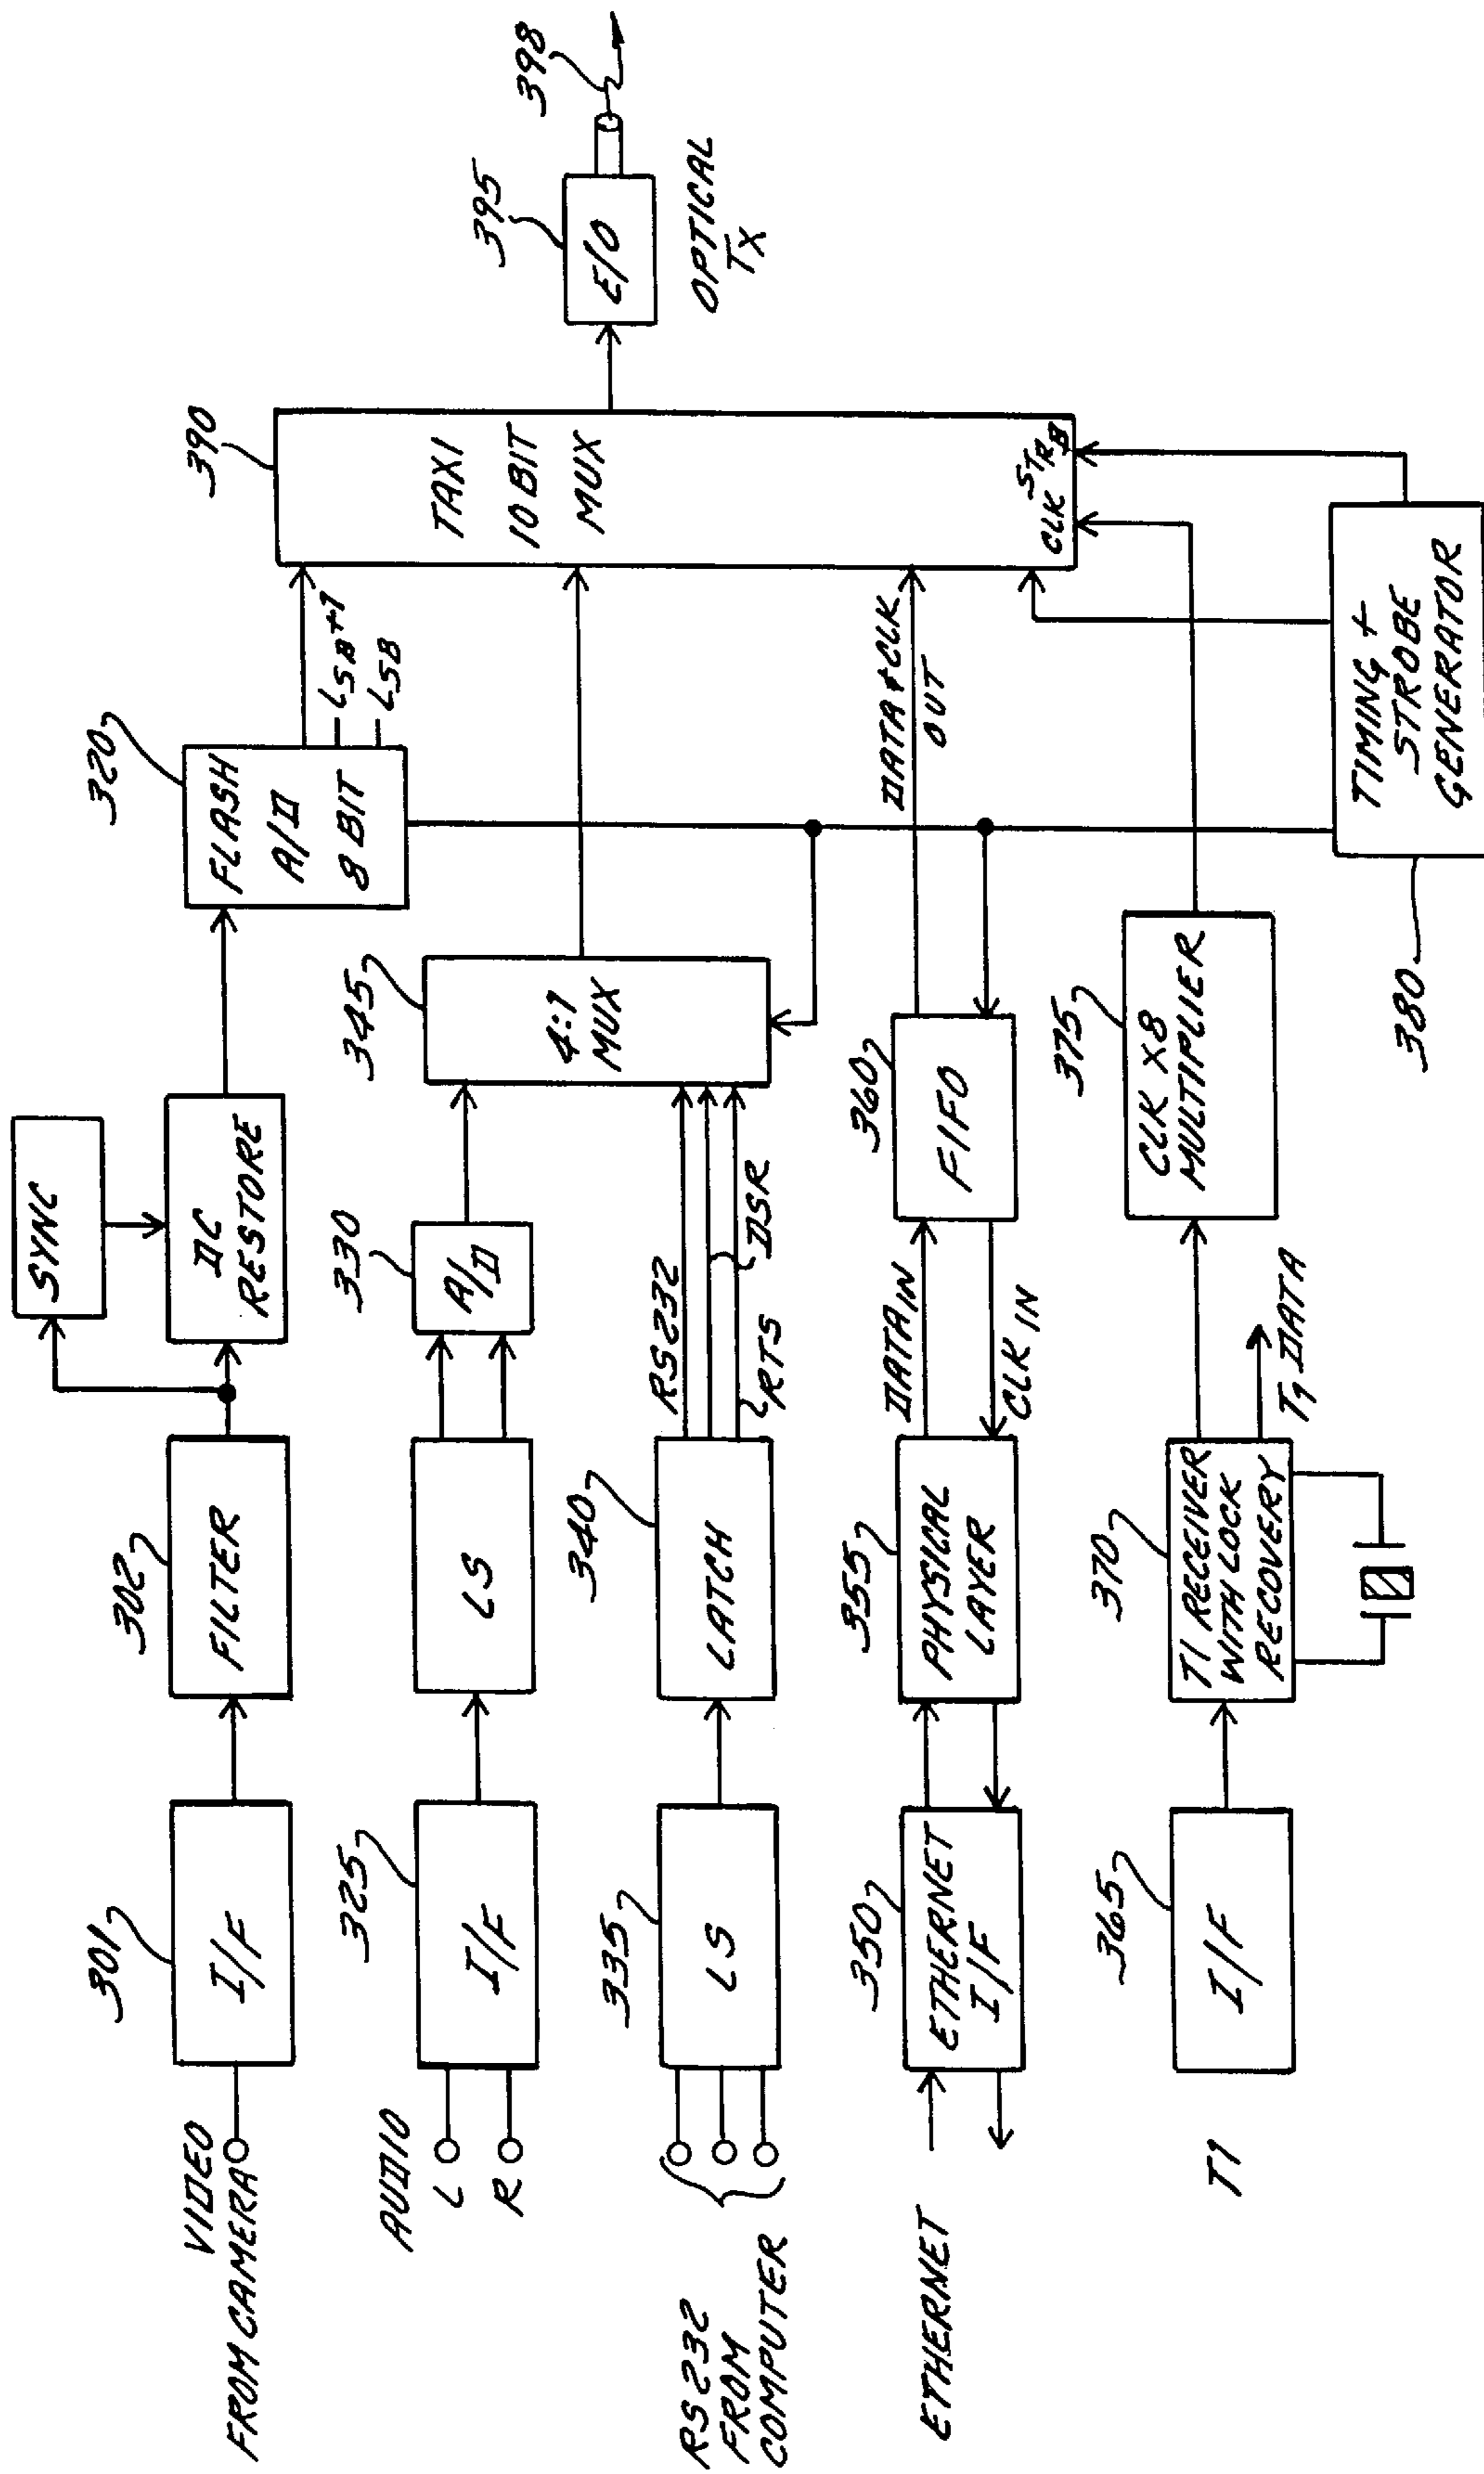 VIDEO
FROM CAMERA
301
I/F
302
FILTER
SYNC
DC
RESTORE
320
FLASH
A/D
8 BIT
LSB+1
LSB
AUDIO
L
R
325
I/F
LS
330
A/D
345
4:1
MUX
RS232
FROM
COMPUTER
335
LS
340
LATCH
RS232
DSR
RTS
ETHERNET
350
ETHERNET
I/F
355
PHYSICAL
LAYER
DATA IN
CLK IN
360
FIFO
DATA+CLK
OUT
T1
365
I/F
370
T1 RECEIVER
WITH LOCK
RECOVERY
T1 DATA
375
CLK X8
MULTIPLIER
380
TIMING +
STROBE
GENERATOR
390
TAXI
10 BIT
MUX
CLK STRB
395
E/O
398
OPTICAL
TX